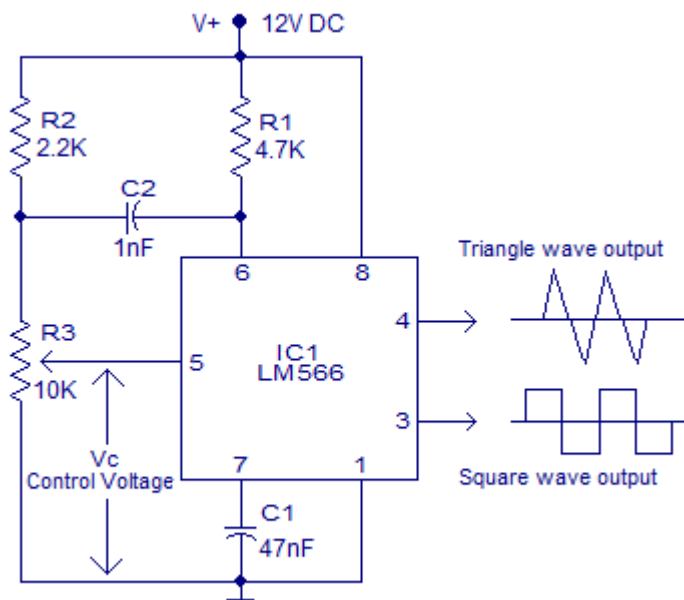 V+ 12V DC
R2
2.2K
R1
4.7K
C2
1nF
6
8
Triangle wave output
4
R3
10K
5
IC1
LM566
3
Vc
Control Voltage
7
1
Square wave output
C1
47nF